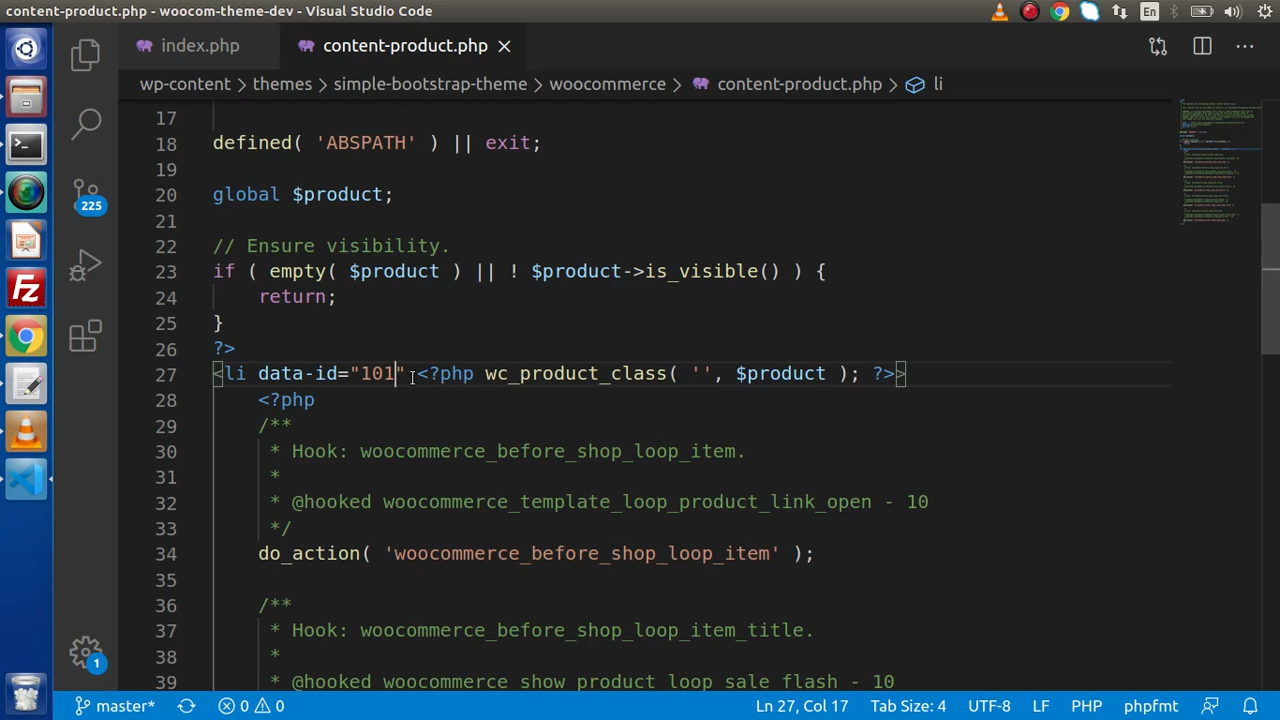 content-product.php - woocom-theme-dev - Visual Studio Code
En
index.php
content-product.php
wp-content > themes > simple-bootstrap-theme > woocommerce > content-product.php > li
17
18 defined( 'ABSPATH' ) || exit;
19
20 global $product;
21
22 // Ensure visibility.
23 if ( empty( $product ) || ! $product->is_visible() ) {
24 return;
25 }
26 ?>
27 <li data-id="101" <?php wc_product_class( '', $product ); ?>>
28 <?php
29 /**
30 * Hook: woocommerce_before_shop_loop_item.
31 *
32 * @hooked woocommerce_template_loop_product_link_open - 10
33 */
34 do_action( 'woocommerce_before_shop_loop_item' );
35
36 /**
37 * Hook: woocommerce_before_shop_loop_item_title.
38 *
39 * @hooked woocommerce_show_product_loop_sale_flash - 10
225
1
Fz
master*
0
0
Ln 27, Col 17
Tab Size: 4
UTF-8
LF
PHP
phpfmt